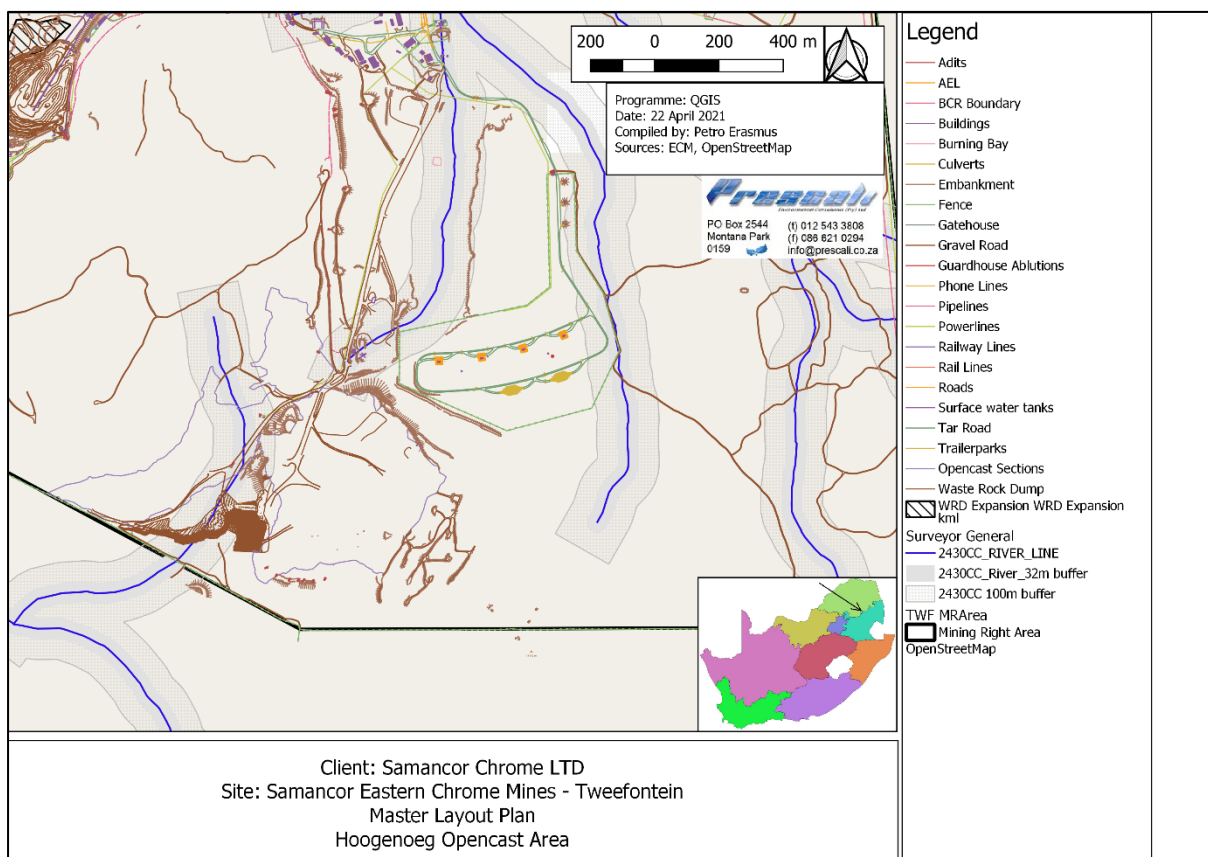 200 0 200 400 m
Programme: QGIS
Date: 22 April 2021
Compiled by: Petro Erasmus
Sources: ECM, OpenStreetMap
Prescali
Environmental Consultants (Pty) Ltd
PO Box 2544
Montana Park
0159
(t) 012 543 3808
(f) 086 621 0294
info@prescali.co.za
Legend
Adits
AEL
BCR Boundary
Buildings
Burning Bay
Culverts
Embankment
Fence
Gatehouse
Gravel Road
Guardhouse Ablutions
Phone Lines
Pipelines
Powerlines
Railway Lines
Rail Lines
Roads
Surface water tanks
Tar Road
Trailerparks
Opencast Sections
Waste Rock Dump
WRD Expansion WRD Expansion
kml
Surveyor General
2430CC_RIVER_LINE
2430CC_River_32m buffer
2430CC 100m buffer
TWF MRArea
Mining Right Area
OpenStreetMap
Client: Samancor Chrome LTD
Site: Samancor Eastern Chrome Mines - Tweefontein
Master Layout Plan
Hoogenoeg Opencast Area